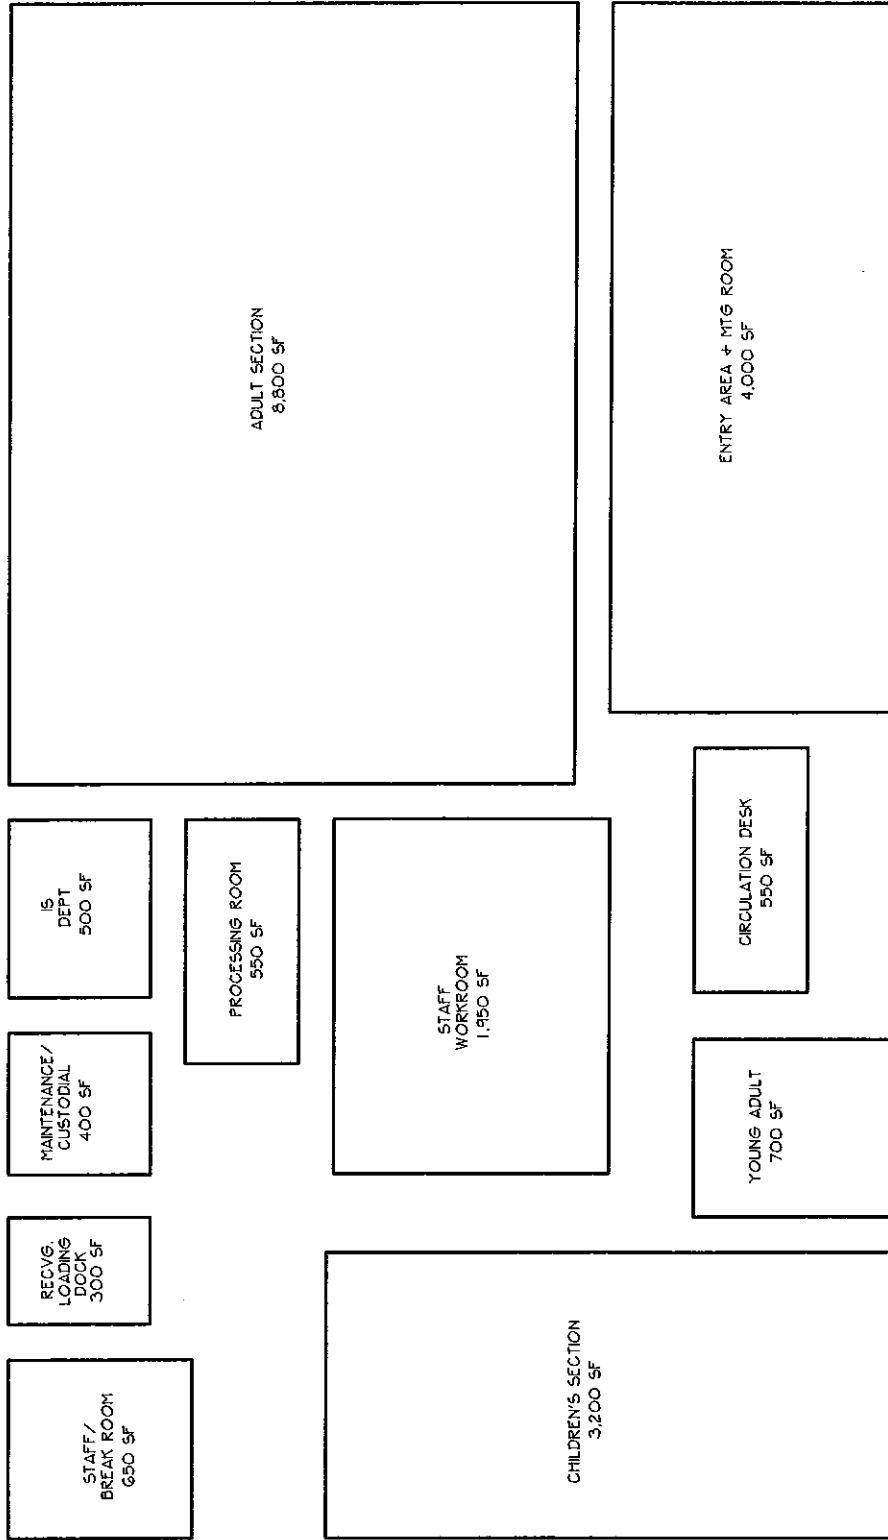 STAFF/
BREAK ROOM
650 SF
RECVG.
LOADING
DOCK
300 SF
MAINTENANCE/
CUSTODIAL
400 SF
IS
DEPT
500 SF
PROCESSING ROOM
550 SF
ADULT SECTION
8,800 SF
STAFF
WORKROOM
1,950 SF
CHILDREN'S SECTION
3,200 SF
YOUNG ADULT
700 SF
CIRCULATION DESK
550 SF
ENTRY AREA + MTG ROOM
4,000 SF